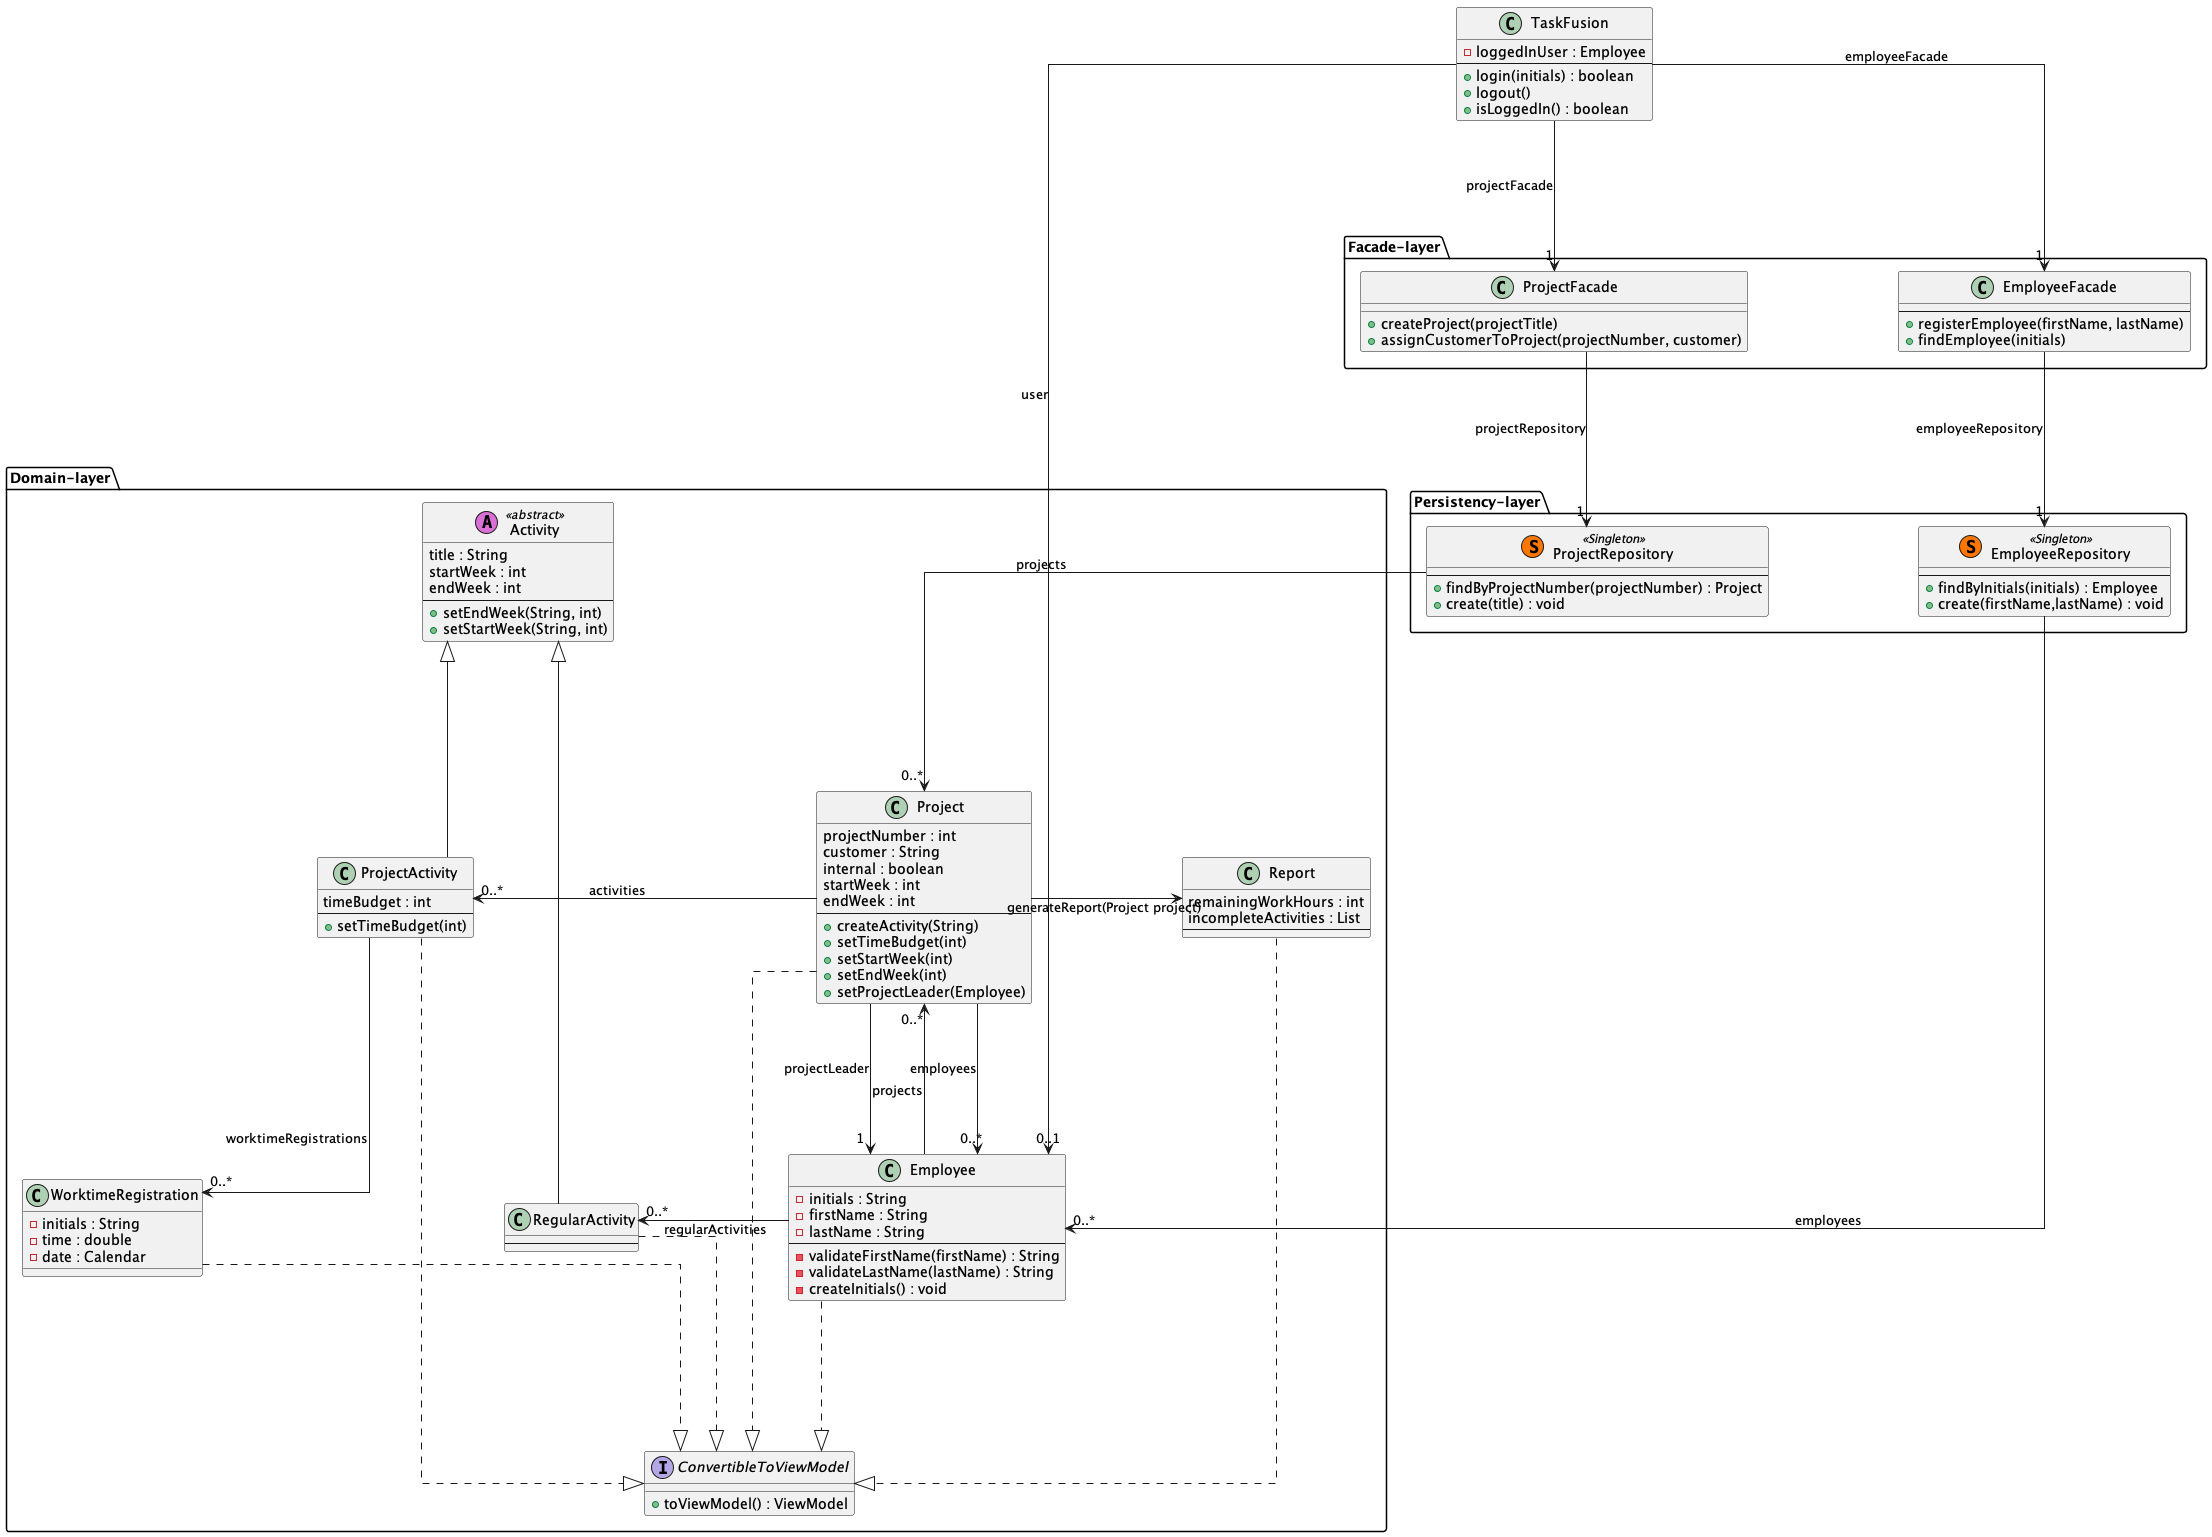 C TaskFusion
loggedInUser : Employee
login(initials) : boolean
logout()
isLoggedIn() : boolean
employeeFacade
projectFacade
1
1
Facade-layer
C ProjectFacade
createProject(projectTitle)
assignCustomerToProject(projectNumber, customer)
C EmployeeFacade
registerEmployee(firstName, lastName)
findEmployee(initials)
user
projectRepository
employeeRepository
1
1
Persistency-layer
S «Singleton»
ProjectRepository
findByProjectNumber(projectNumber) : Project
create(title) : void
S «Singleton»
EmployeeRepository
findByInitials(initials) : Employee
create(firstName,lastName) : void
Domain-layer
A «abstract»
Activity
title : String
startWeek : int
endWeek : int
setEndWeek(String, int)
setStartWeek(String, int)
projects
0..*
C Project
projectNumber : int
customer : String
internal : boolean
startWeek : int
endWeek : int
createActivity(String)
setTimeBudget(int)
setStartWeek(int)
setEndWeek(int)
setProjectLeader(Employee)
C ProjectActivity
timeBudget : int
setTimeBudget(int)
0..*
activities
generateReport(Project project)
C Report
remainingWorkHours : int
incompleteActivities : List
0..*
projectLeader
employees
projects
1
0..*
0..1
worktimeRegistrations
0..*
C WorktimeRegistration
initials : String
time : double
date : Calendar
C RegularActivity
0..*
regularActivities
C Employee
initials : String
firstName : String
lastName : String
validateFirstName(firstName) : String
validateLastName(lastName) : String
createInitials() : void
0..*
employees
I ConvertibleToViewModel
toViewModel() : ViewModel